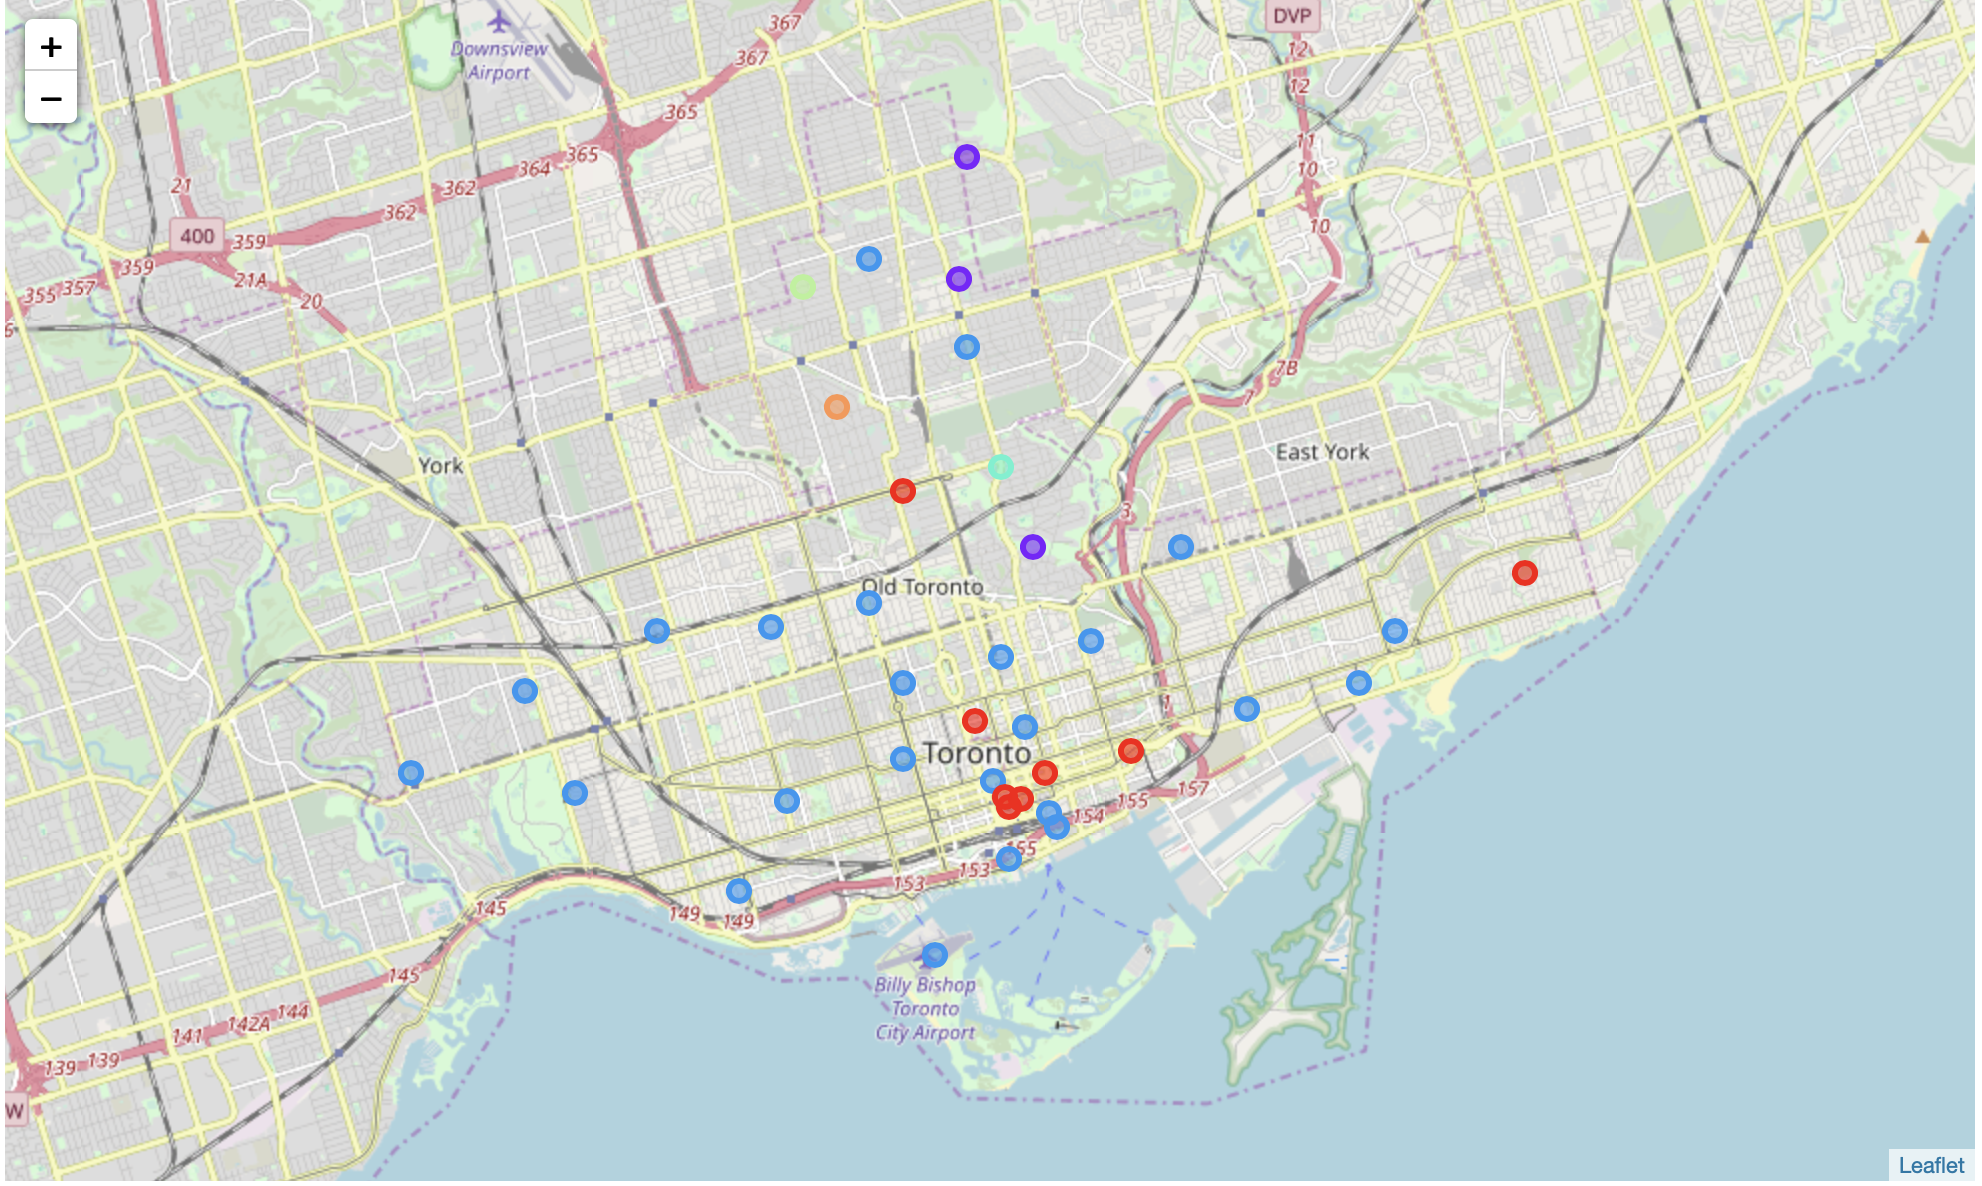 +
−
367
DVP
Downsview
Airport
12
367
12
365
11
365
364
10
21
362
362
10
400
359
359
21A
357
20
355
6
7B
7
East York
York
3
Old Toronto
1
Toronto
157
155
154
155
153
153
145
149
149
145
Billy Bishop
Toronto
City Airport
144
142A
141
139
139
W
Leaflet